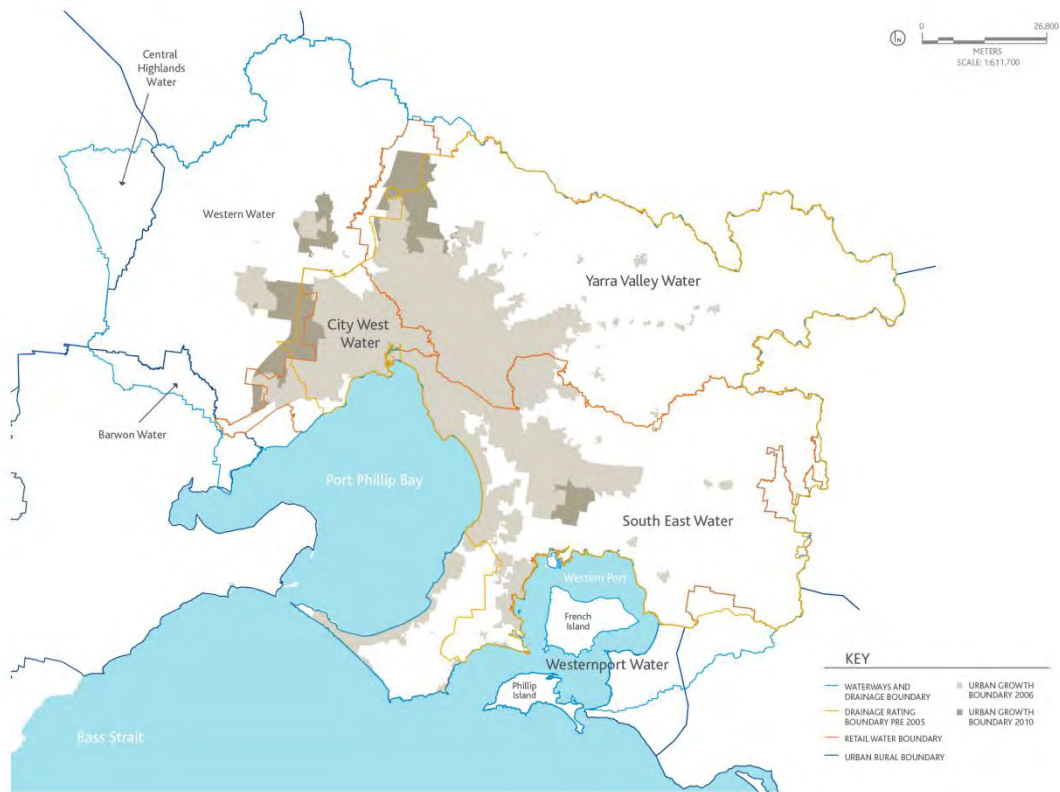 Central
Highlands
Water
N
0
26,800
METERS
SCALE: 1:611,700
Western Water
Yarra Valley Water
City West
Water
Barwon Water
Port Phillip Bay
South East Water
Western Port
French
Island
Westernport Water
Phillip
Island
Bass Strait
KEY
WATERWAYS AND
DRAINAGE BOUNDARY
DRAINAGE RATING
BOUNDARY PRE 2005
RETAIL WATER BOUNDARY
URBAN RURAL BOUNDARY
URBAN GROWTH
BOUNDARY 2006
URBAN GROWTH
BOUNDARY 2010